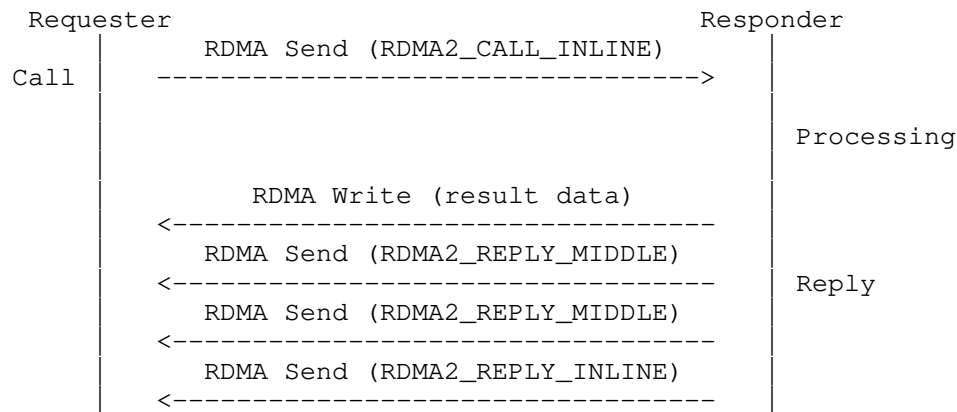 Requester Responder
RDMA Send (RDMA2_CALL_INLINE)
Call
Processing
RDMA Write (result data)
RDMA Send (RDMA2_REPLY_MIDDLE)
Reply
RDMA Send (RDMA2_REPLY_MIDDLE)
RDMA Send (RDMA2_REPLY_INLINE)